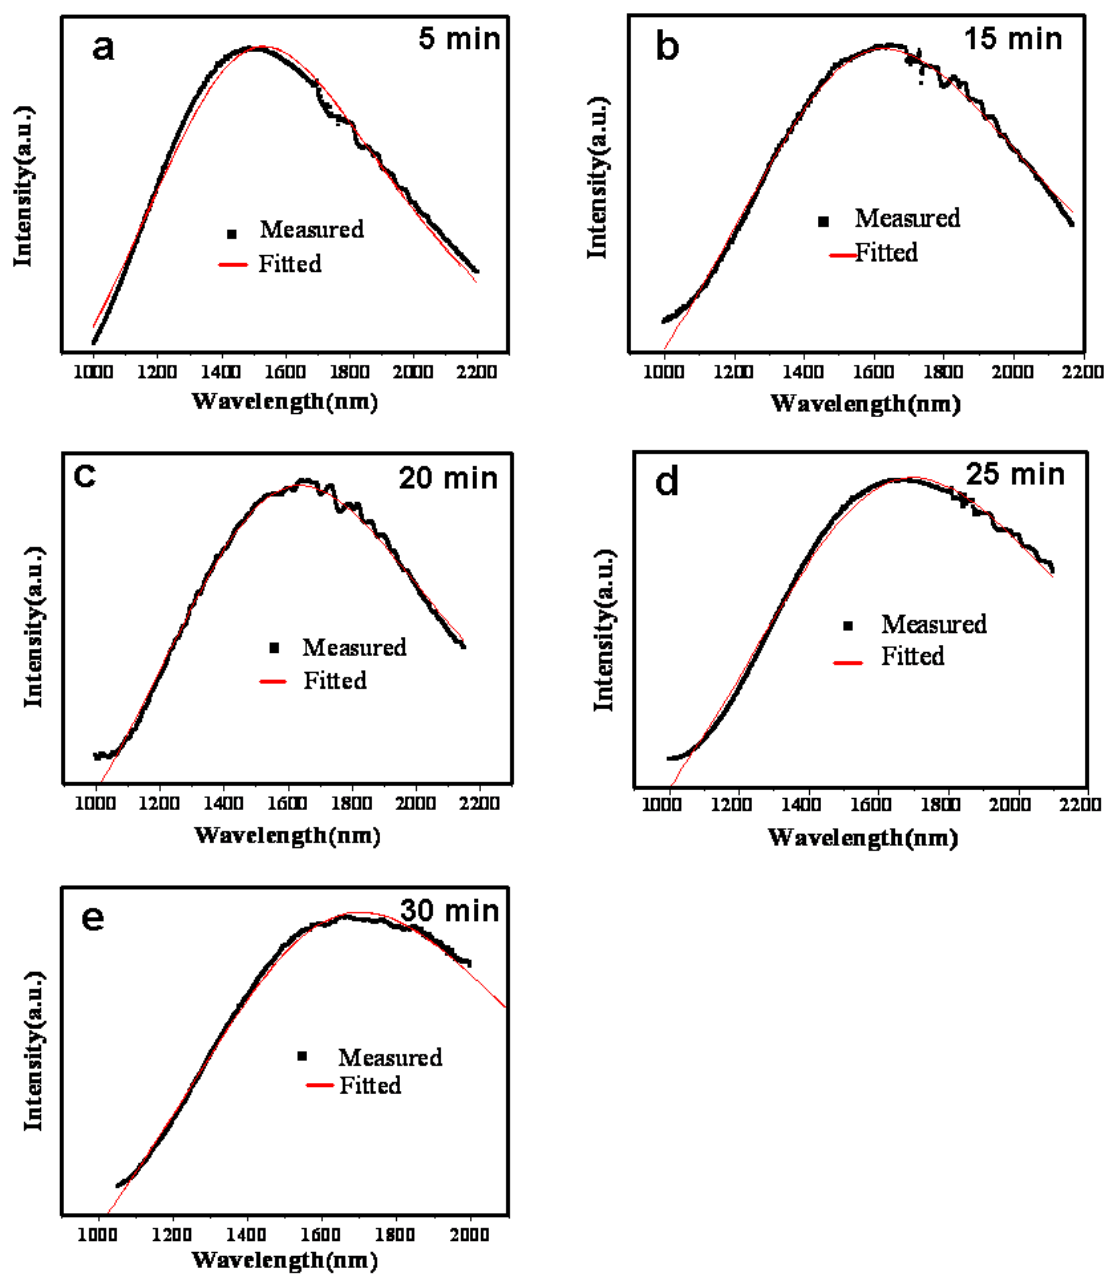 a
5 min
Intensity(a.u.)
Measured
Fitted
1000 1200 1400 1600 1800 2000 2200
Wavelength(nm)
b
15 min
Intensity(a.u.)
Measured
Fitted
1000 1200 1400 1600 1800 2000 2200
Wavelength(nm)
c
20 min
Intensity(a.u.)
Measured
Fitted
1000 1200 1400 1600 1800 2000 2200
Wavelength(nm)
d
25 min
Intensity(a.u.)
Measured
Fitted
1000 1200 1400 1600 1800 2000 2200
Wavelength(nm)
e
30 min
Intensity(a.u.)
Measured
Fitted
1000 1200 1400 1600 1800 2000
Wavelength(nm)